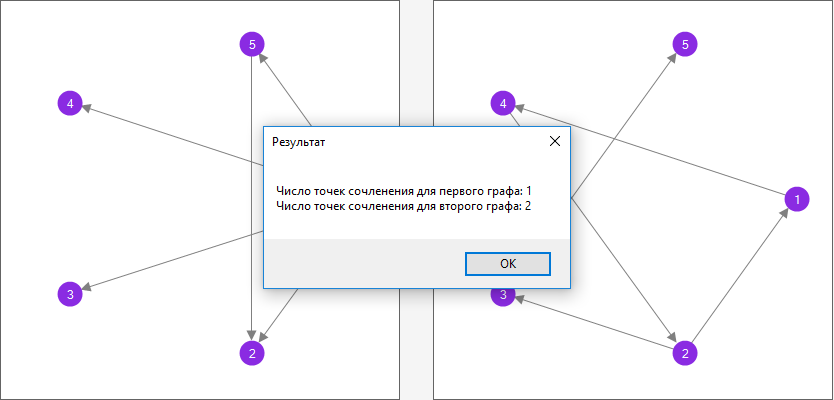 5
4
3
2
Результат
Число точек сочленения для первого графа: 1
Число точек сочленения для второго графа: 2
ОК
5
4
1
3
2